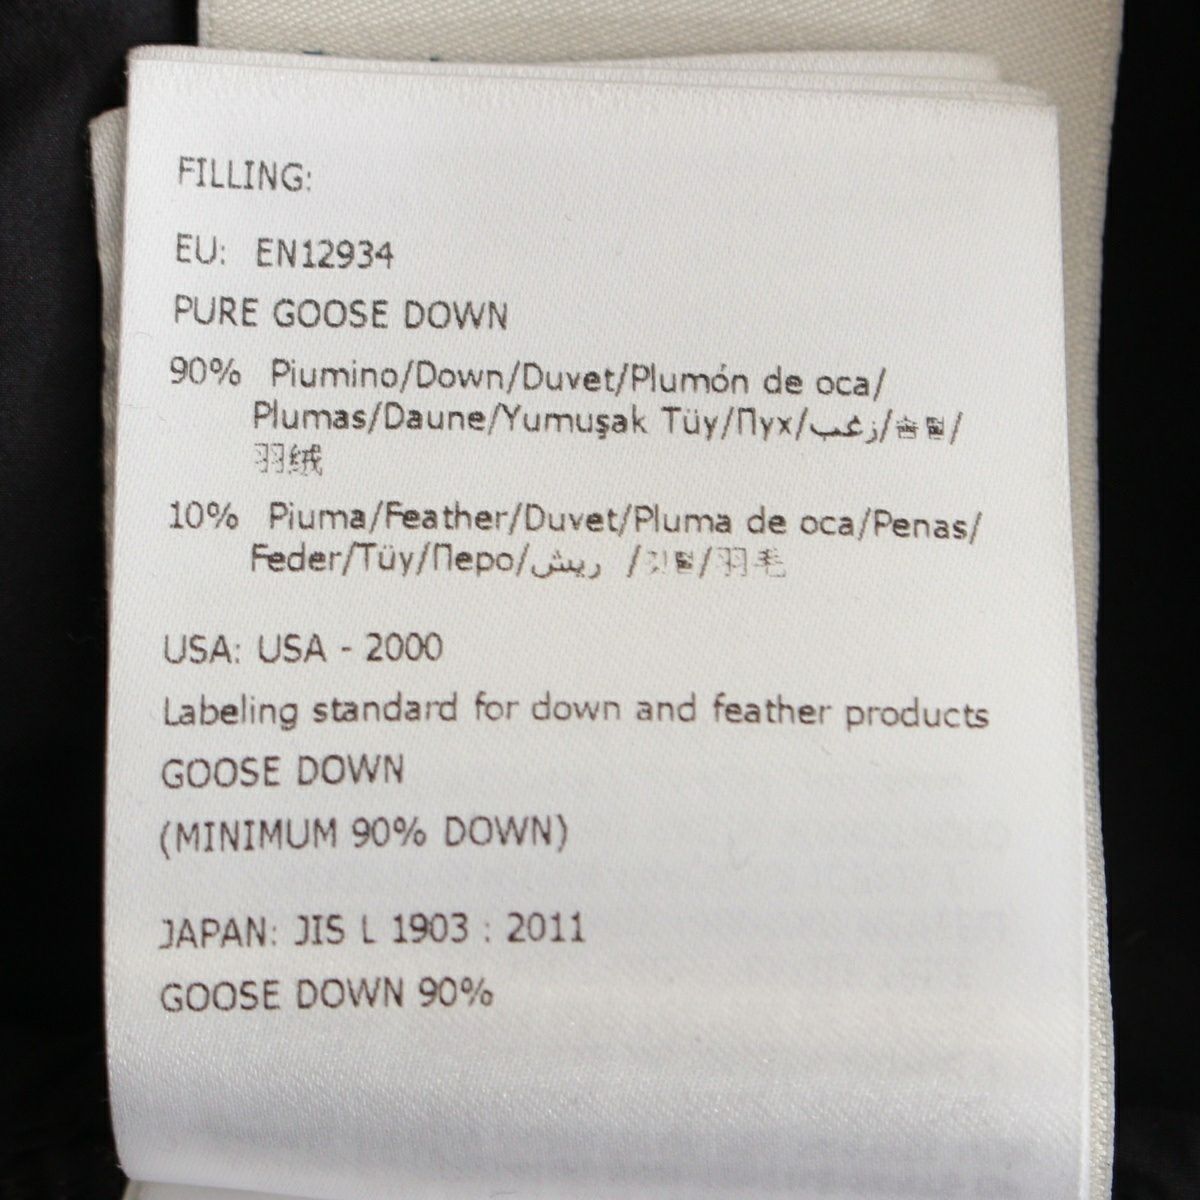 FILLING:
EU: EN12934
PURE GOOSE DOWN
90% Piumino/Down/Duvet/Plumón de oca/
Plumas/Daune/Yumuşak Tüy/Пух/زغب/솜털/
羽绒
10% Piuma/Feather/Duvet/Pluma de oca/Penas/
Feder/Tüy/Перо/ريش /깃털/羽毛
USA: USA - 2000
Labeling standard for down and feather products
GOOSE DOWN
(MINIMUM 90% DOWN)
JAPAN: JIS L 1903 : 2011
GOOSE DOWN 90%